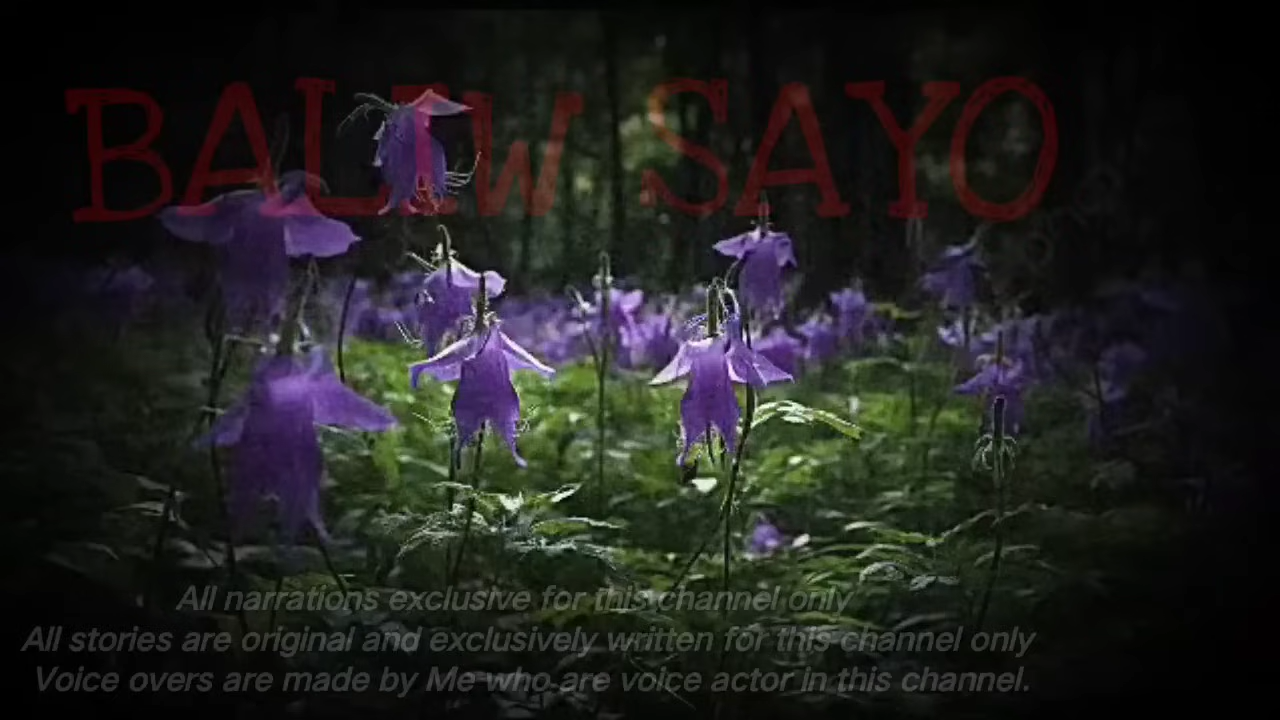 BALIW SAYO
All narrations exclusive for this channel only
All stories are original and exclusively written for this channel only
Voice overs are made by Me who are voice actor in this channel.